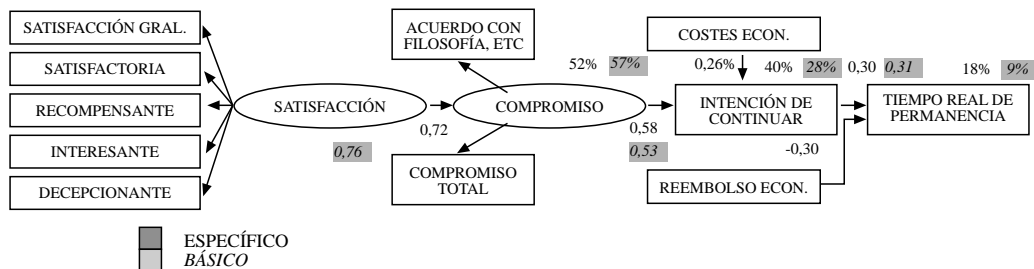 SATISFACCIÓN GRAL.
SATISFACTORIA
RECOMPENSANTE
INTERESANTE
DECEPCIONANTE
SATISFACCIÓN
0,72
0,76
ACUERDO CON
FILOSOFÍA, ETC
COMPROMISO
COMPROMISO
TOTAL
52% 57%
0,58
0,53
COSTES ECON.
0,26%
40% 28%
INTENCIÓN DE
CONTINUAR
-0,30
REEMBOLSO ECON.
0,30 0,31
18% 9%
TIEMPO REAL DE
PERMANENCIA
ESPECÍFICO
BÁSICO